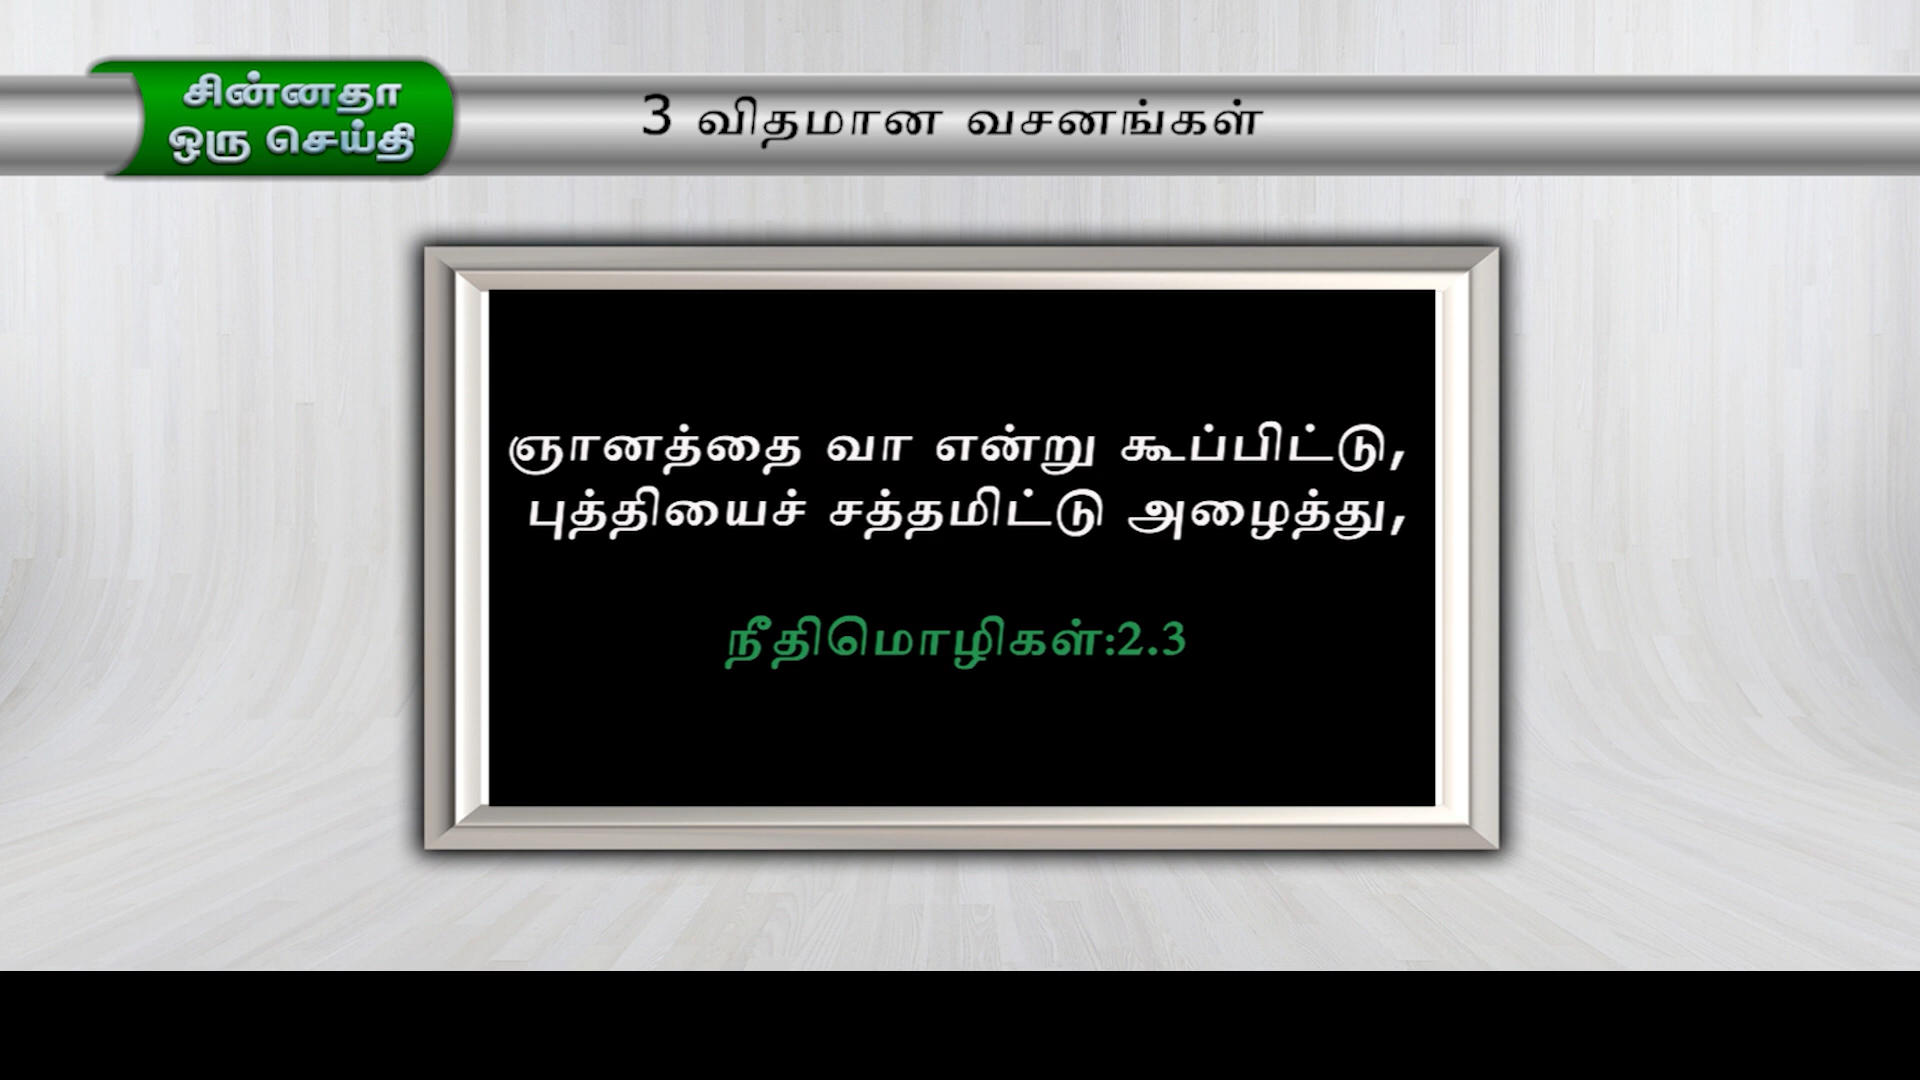 சின்னதா
ஒரு செய்தி
3 விதமான வசனங்கள்
ஞானத்தை வா என்று கூப்பிட்டு,
புத்தியைச் சத்தமிட்டு அழைத்து,
நீதிமொழிகள்:2.3